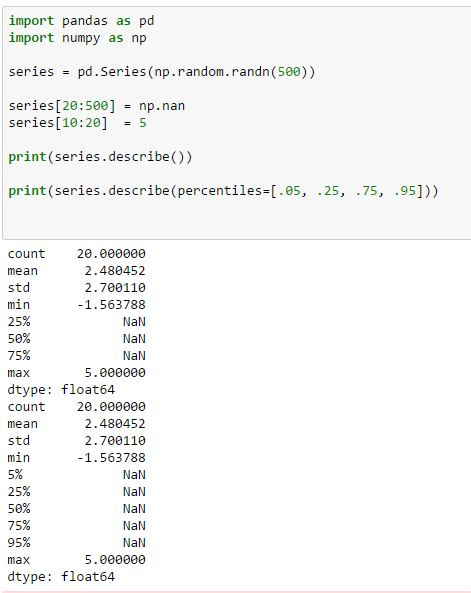 import pandas as pd
import numpy as np
series = pd.Series(np.random.randn(500))
series[20:500] = np.nan
series[10:20]  = 5
print(series.describe())
print(series.describe(percentiles=[.05, .25, .75, .95]))
count    20.000000
mean      2.480452
std       2.700110
min      -1.563788
25%            NaN
50%            NaN
75%            NaN
max       5.000000
dtype: float64
count    20.000000
mean      2.480452
std       2.700110
min      -1.563788
5%             NaN
25%            NaN
50%            NaN
75%            NaN
95%            NaN
max       5.000000
dtype: float64